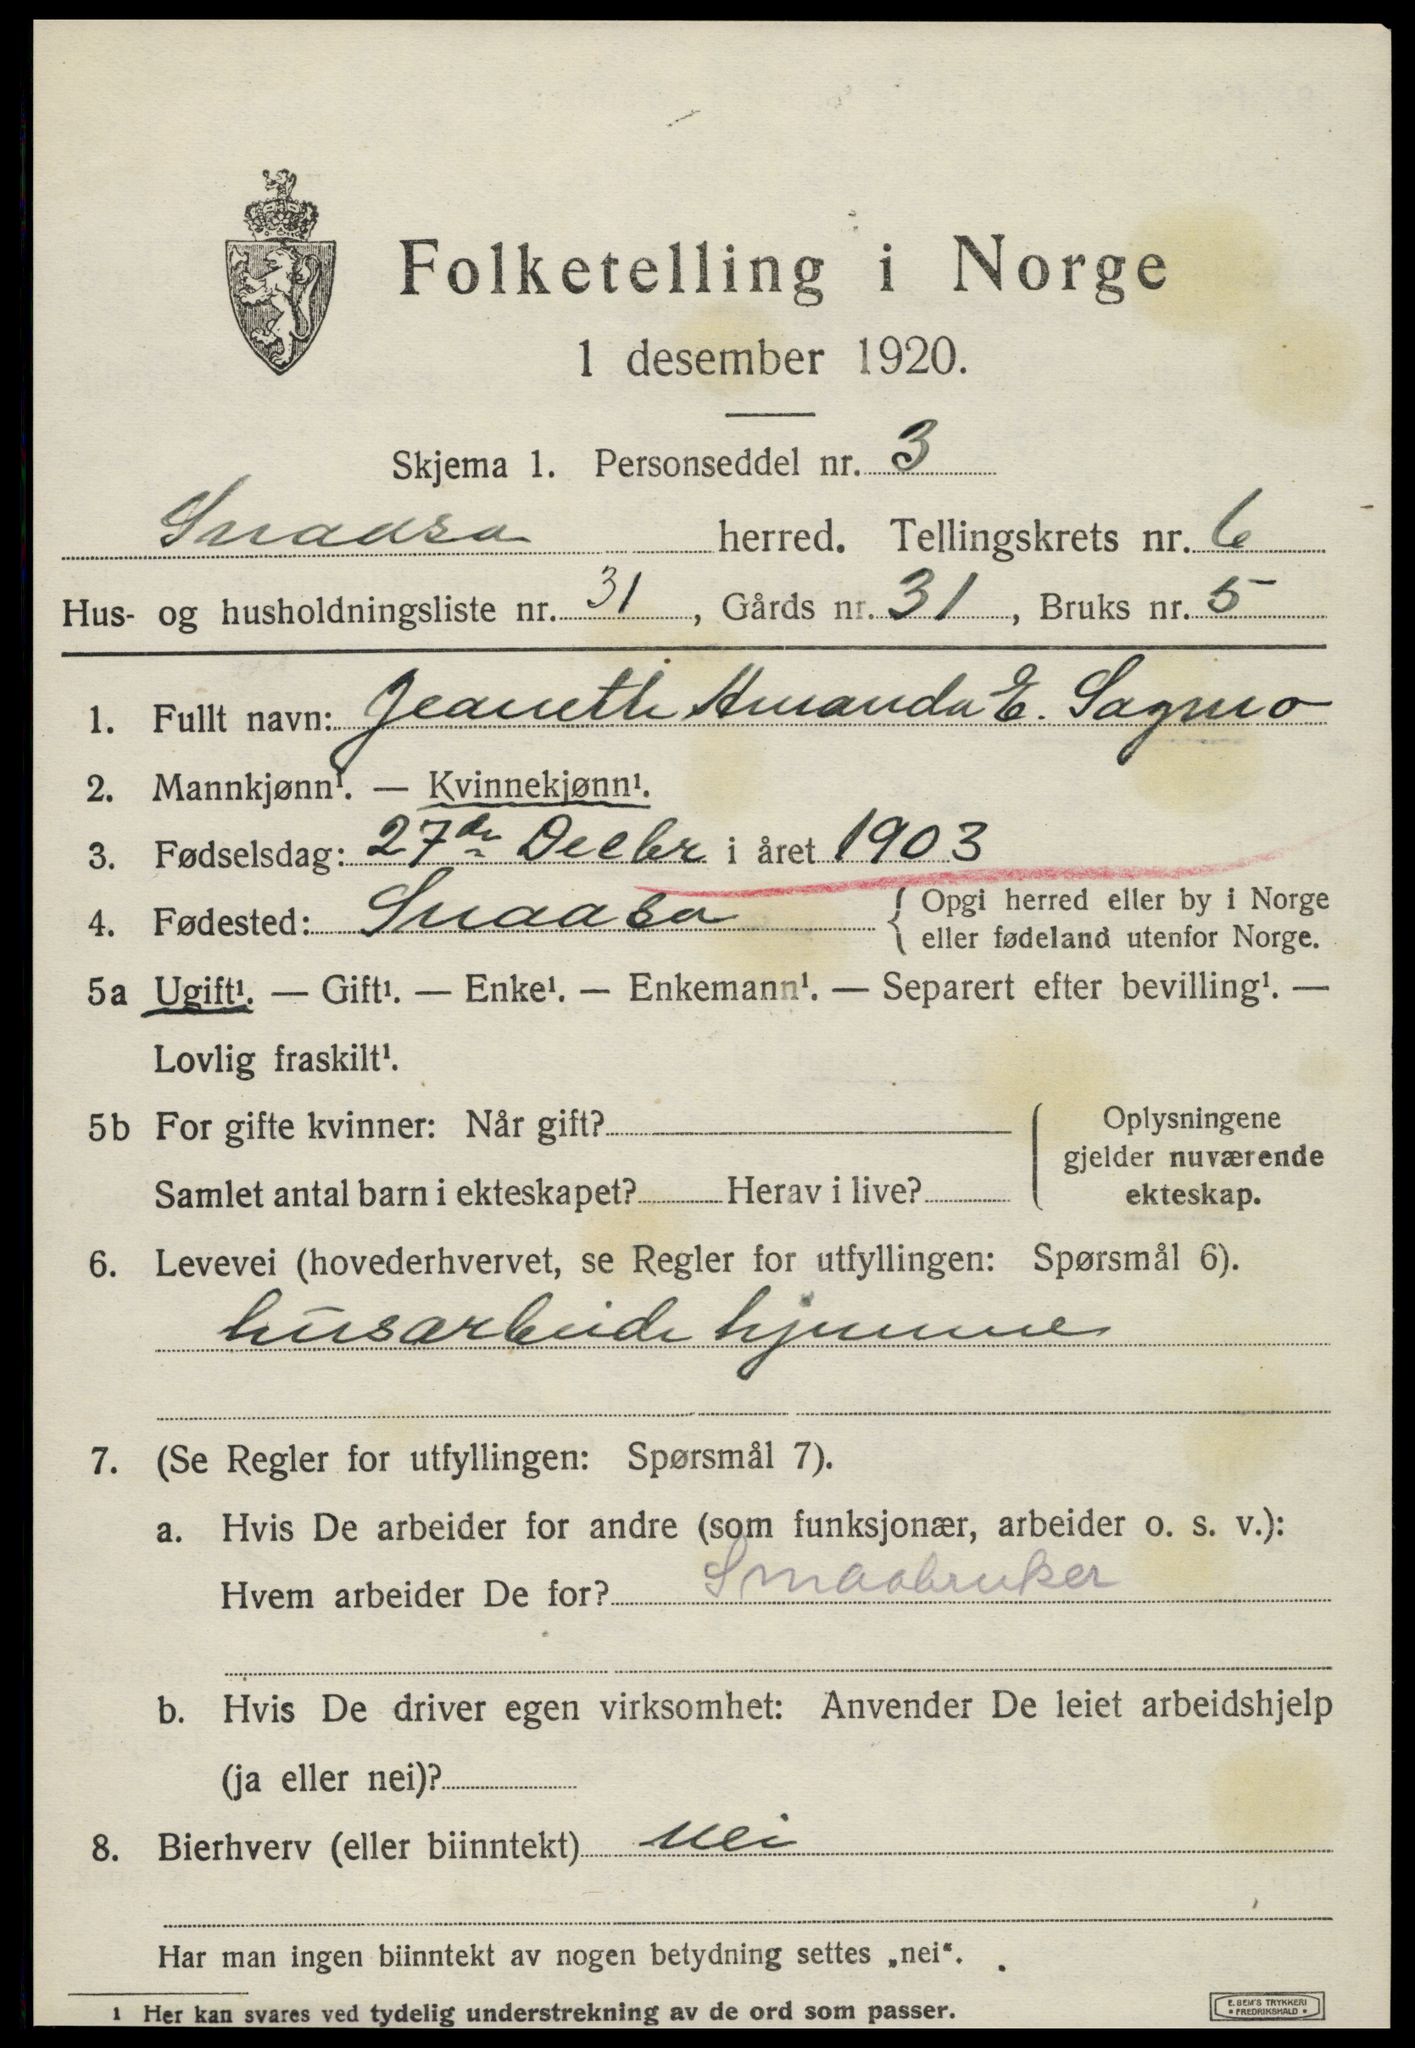 Folketelling i Norge
1 desember 1920.
Skjema 1. Personseddel nr. 3
Snaasa herred. Tellingskrets nr. 6
Hus- og husholdningsliste nr. 31, Gårds nr. 31, Bruks nr. 5
1. Fullt navn: Jeaneth Amanda E. Sagmo
2. Mannkjønn¹. — Kvinnekjønn¹.
3. Fødselsdag: 27de Decbr i året 1903
4. Fødested: Snaasa { Opgi herred eller by i Norge
eller fødeland utenfor Norge.
5a Ugift¹. — Gift¹. — Enke¹. — Enkemann¹. — Separert efter bevilling¹. —
Lovlig fraskilt¹.
5b For gifte kvinner: Når gift?
Samlet antal barn i ekteskapet? Herav i live?
Oplysningene
gjelder nuværende
ekteskap.
6. Levevei (hovederhvervet, se Regler for utfyllingen: Spørsmål 6).
husarbeide hjemme
7. (Se Regler for utfyllingen: Spørsmål 7).
a. Hvis De arbeider for andre (som funksjonær, arbeider o. s. v.):
Hvem arbeider De for? Smaabruker
b. Hvis De driver egen virksomhet: Anvender De leiet arbeidshjelp
(ja eller nei)?
8. Bierhverv (eller biinntekt) nei
Har man ingen biinntekt av nogen betydning settes „nei“.
1 Her kan svares ved tydelig understrekning av de ord som passer.
E. SEM'S TRYKKERI
• FREDRIKSHALD •